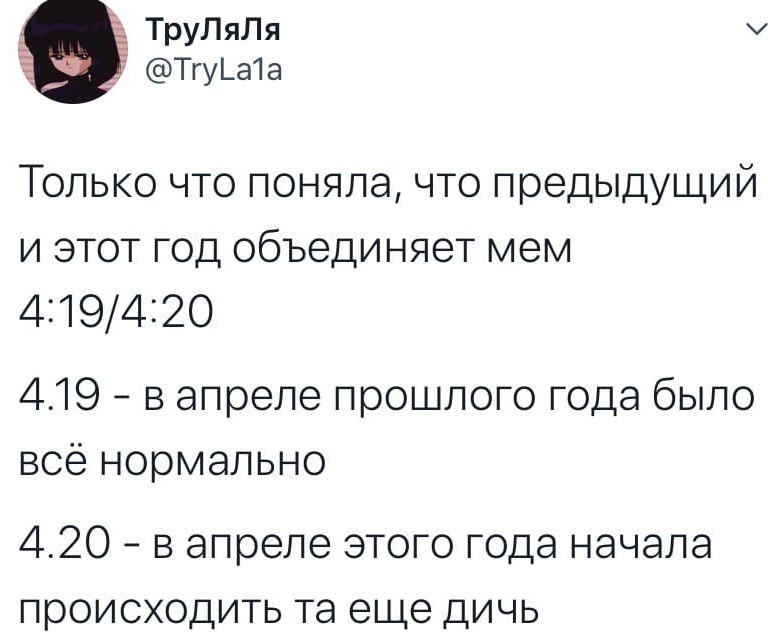 ТруЛяЛя
@TryLa1a
Только что поняла, что предыдущий
и этот год объединяет мем
4:19/4:20
4.19 - в апреле прошлого года было
всё нормально
4.20 - в апреле этого года начала
происходить та еще дичь